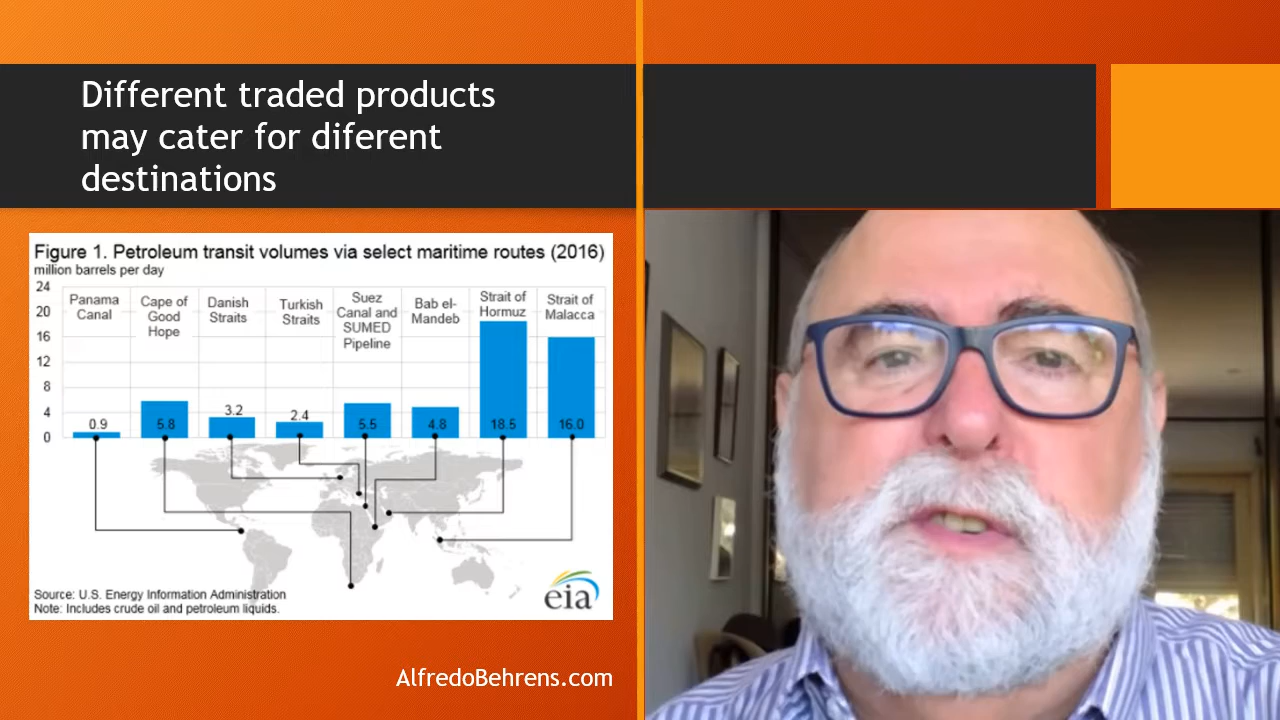 Different traded products
may cater for diferent
destinations
Figure 1. Petroleum transit volumes via select maritime routes (2016)
million barrels per day
24
20
16
12
8
4
0
Panama
Canal
Cape of
Good
Hope
Danish
Straits
Turkish
Straits
Suez
Canal and
SUMED
Pipeline
Bab el-
Mandeb
Strait of
Hormuz
Strait of
Malacca
0.9
5.8
3.2
2.4
5.5
4.8
18.5
16.0
Source: U.S. Energy Information Administration
Note: Includes crude oil and petroleum liquids.
eia
AlfredoBehrens.com